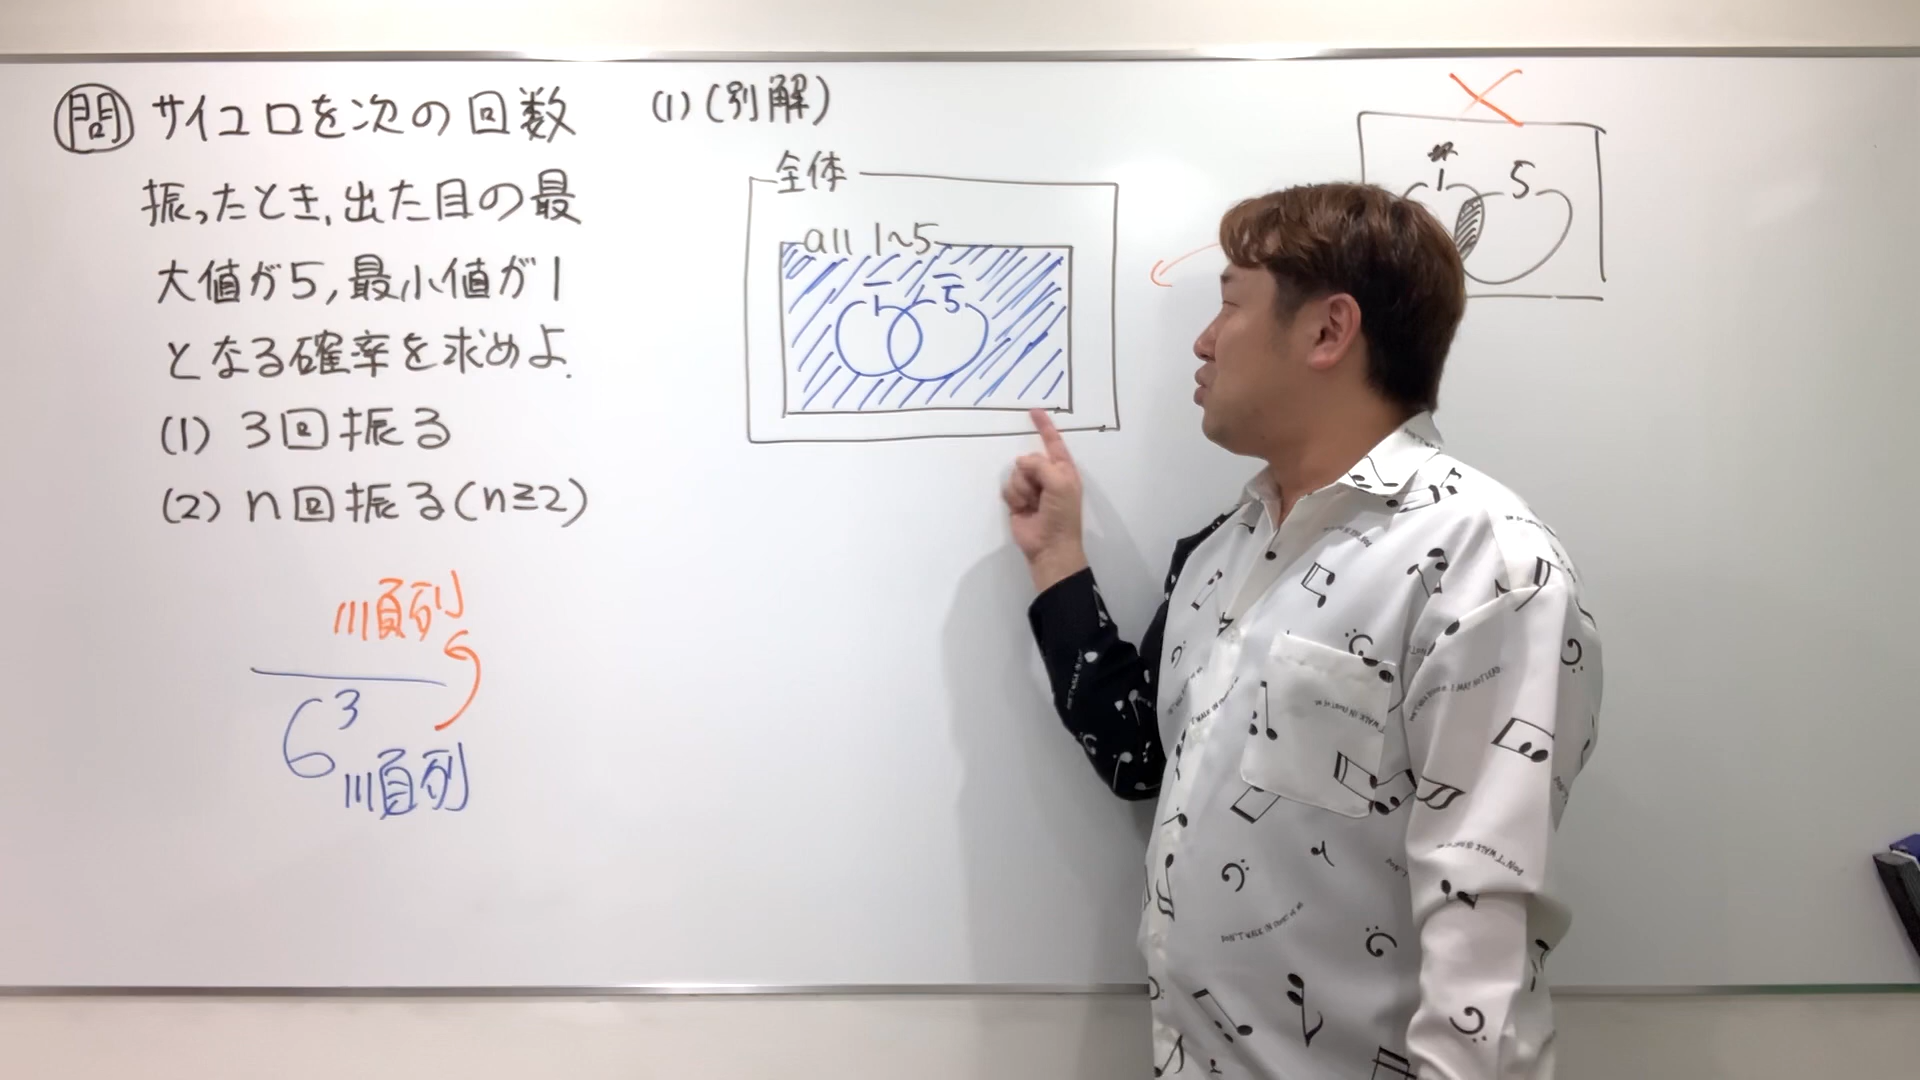 問 サイコロを次の回数
振ったとき、出た目の最
大値が5,最小値が1
となる確率を求めよ.
(1) 3回振る
(2) n回振る(n≧2)
順列
6³
順列
(1)(別解)
全体
all 1~5
1̅ 5̅
1 5